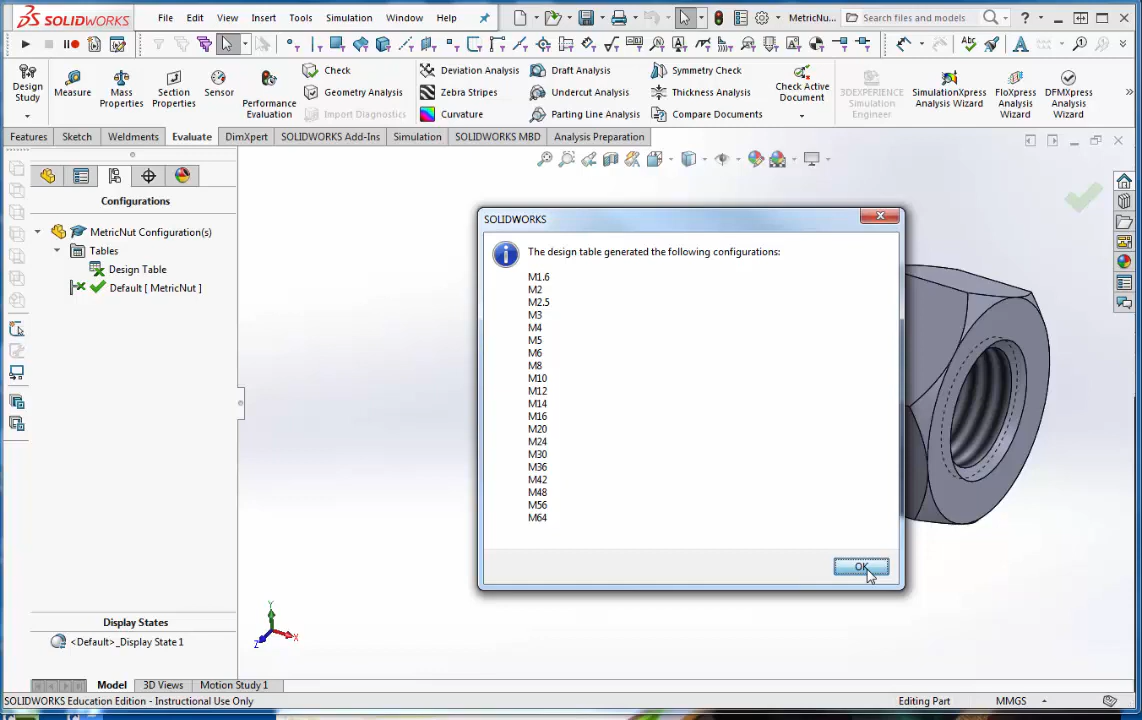 SOLIDWORKS File Edit View Insert Tools Simulation Window Help MetricNu... Search files and models
Design Study
Measure
Mass Properties
Section Properties
Sensor
Performance Evaluation
Check
Geometry Analysis
Import Diagnostics
Deviation Analysis
Zebra Stripes
Curvature
Draft Analysis
Undercut Analysis
Parting Line Analysis
Symmetry Check
Thickness Analysis
Compare Documents
Check Active Document
3DEXPERIENCE Simulation Engineer
SimulationXpress Analysis Wizard
FloXpress Analysis Wizard
DFMXpress Analysis Wizard
Features Sketch Weldments Evaluate DimXpert SOLIDWORKS Add-Ins Simulation SOLIDWORKS MBD Analysis Preparation
Configurations
MetricNut Configuration(s)
Tables
Design Table
Default [ MetricNut ]
SOLIDWORKS
The design table generated the following configurations:
M1.6
M2
M2.5
M3
M4
M5
M6
M8
M10
M12
M14
M16
M20
M24
M30
M36
M42
M48
M56
M64
OK
Display States
<Default>_Display State 1
Y
X
Z
Model 3D Views Motion Study 1
SOLIDWORKS Education Edition - Instructional Use Only Editing Part MMGS